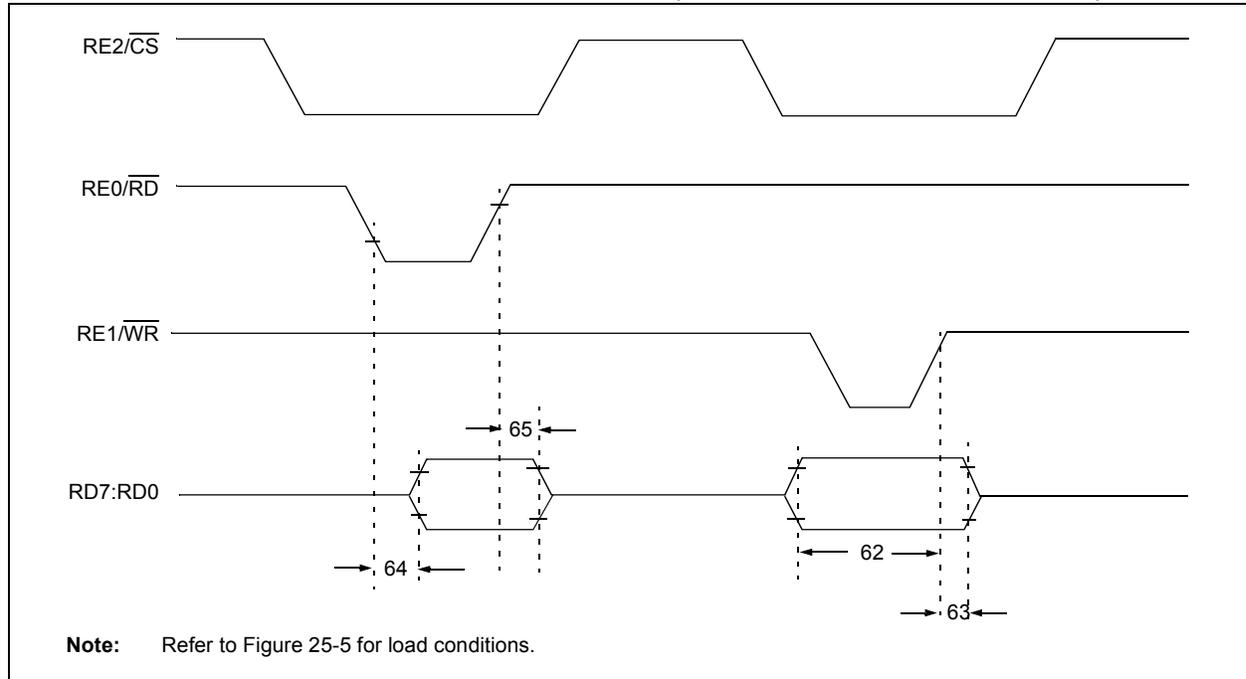 RE2/CS
RE0/RD
RE1/WR
65
RD7:RD0
62
64
63
Note: Refer to Figure 25-5 for load conditions.